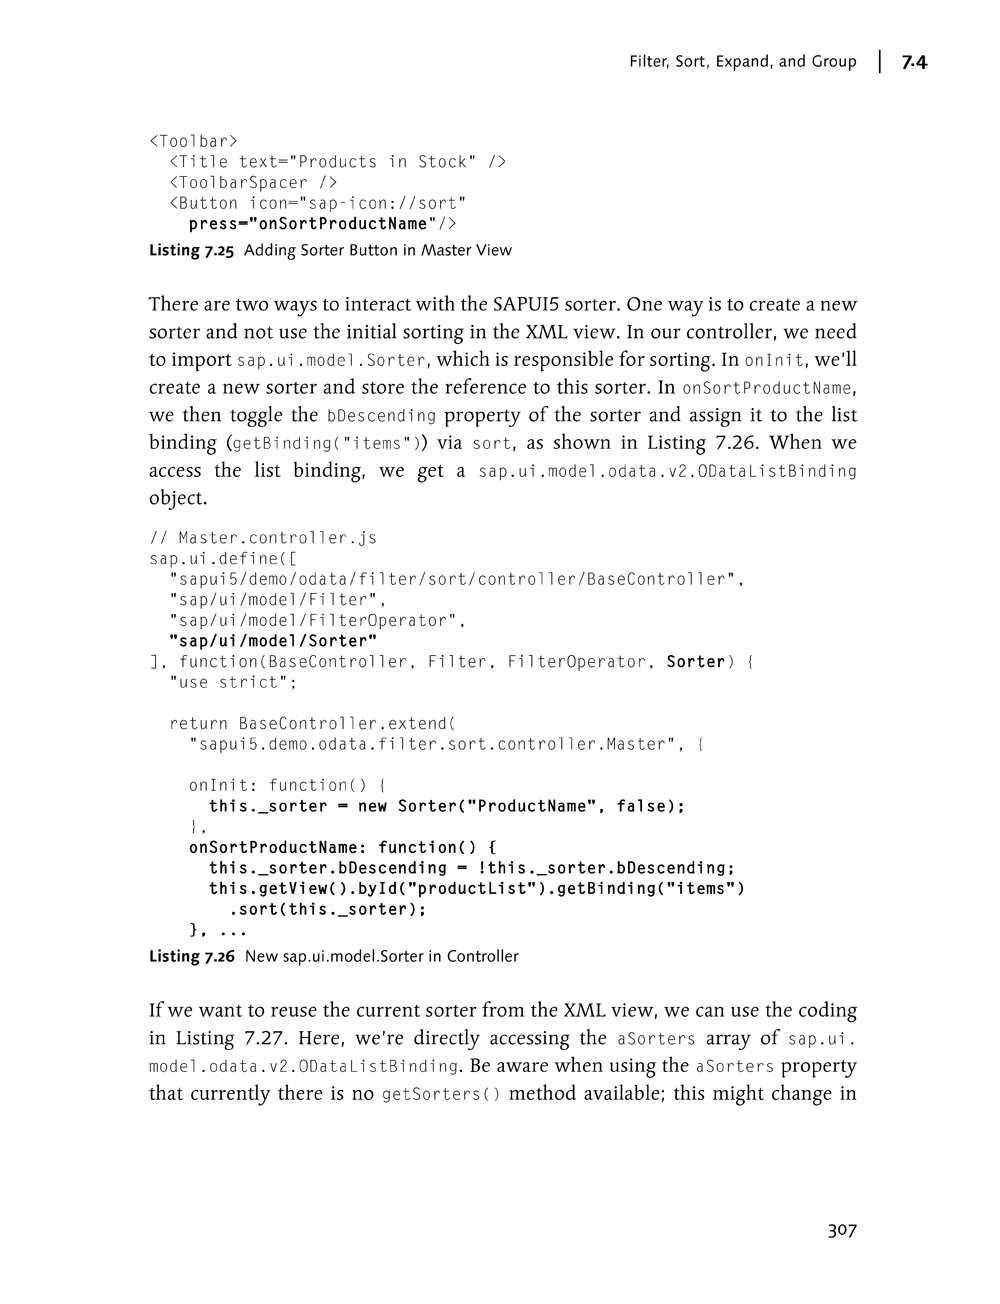 Filter, Sort, Expand, and Group | 7.4
<Toolbar>
<Title text="Products in Stock" />
<ToolbarSpacer />
<Button icon="sap-icon://sort"
press="onSortProductName"/>
Listing 7.25 Adding Sorter Button in Master View
There are two ways to interact with the SAPUI5 sorter. One way is to create a new
sorter and not use the initial sorting in the XML view. In our controller, we need
to import sap.ui.model.Sorter, which is responsible for sorting. In onInit, we'll
create a new sorter and store the reference to this sorter. In onSortProductName,
we then toggle the bDescending property of the sorter and assign it to the list
binding (getBinding("items")) via sort, as shown in Listing 7.26. When we
access the list binding, we get a sap.ui.model.odata.v2.ODataListBinding
object.
// Master.controller.js
sap.ui.define([
"sapui5/demo/odata/filter/sort/controller/BaseController",
"sap/ui/model/Filter",
"sap/ui/model/FilterOperator",
"sap/ui/model/Sorter"
], function(BaseController, Filter, FilterOperator, Sorter) {
"use strict";
return BaseController.extend(
"sapui5.demo.odata.filter.sort.controller.Master", {
onInit: function() {
this._sorter = new Sorter("ProductName", false);
},
onSortProductName: function() {
this._sorter.bDescending = !this._sorter.bDescending;
this.getView().byId("productList").getBinding("items")
.sort(this._sorter);
}, ...
Listing 7.26 New sap.ui.model.Sorter in Controller
If we want to reuse the current sorter from the XML view, we can use the coding
in Listing 7.27. Here, we're directly accessing the aSorters array of sap.ui.
model.odata.v2.ODataListBinding. Be aware when using the aSorters property
that currently there is no getSorters() method available; this might change in
307